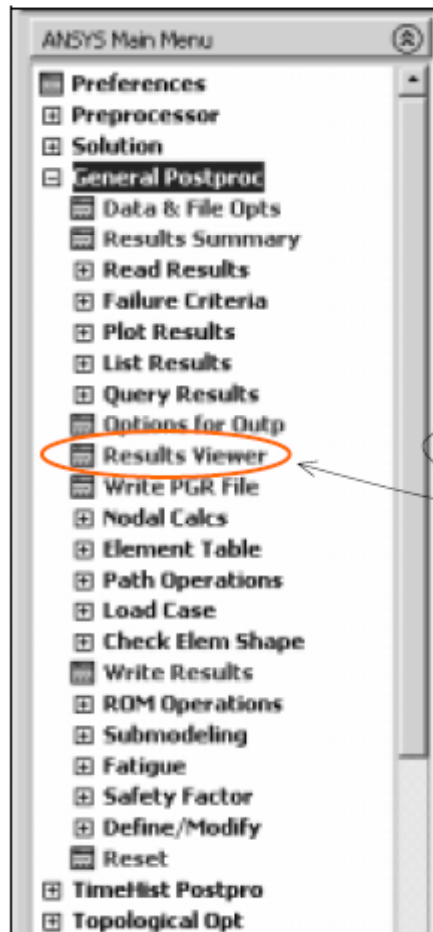 ANSYS Main Menu
Preferences
Preprocessor
Solution
General Postproc
Data & File Opts
Results Summary
Read Results
Failure Criteria
Plot Results
List Results
Query Results
Options for Outp
Results Viewer
Write PGR File
Nodal Calcs
Element Table
Path Operations
Load Case
Check Elem Shape
Write Results
ROM Operations
Submodeling
Fatigue
Safety Factor
Define/Modify
Reset
TimeHist Postpro
Topological Opt